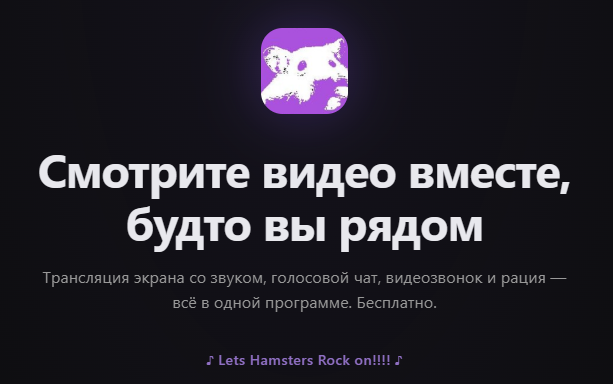 Смотрите видео вместе,
будто вы рядом
Трансляция экрана со звуком, голосовой чат, видеозвонок и рация —
всё в одной программе. Бесплатно.
♪ Lets Hamsters Rock on!!!! ♪